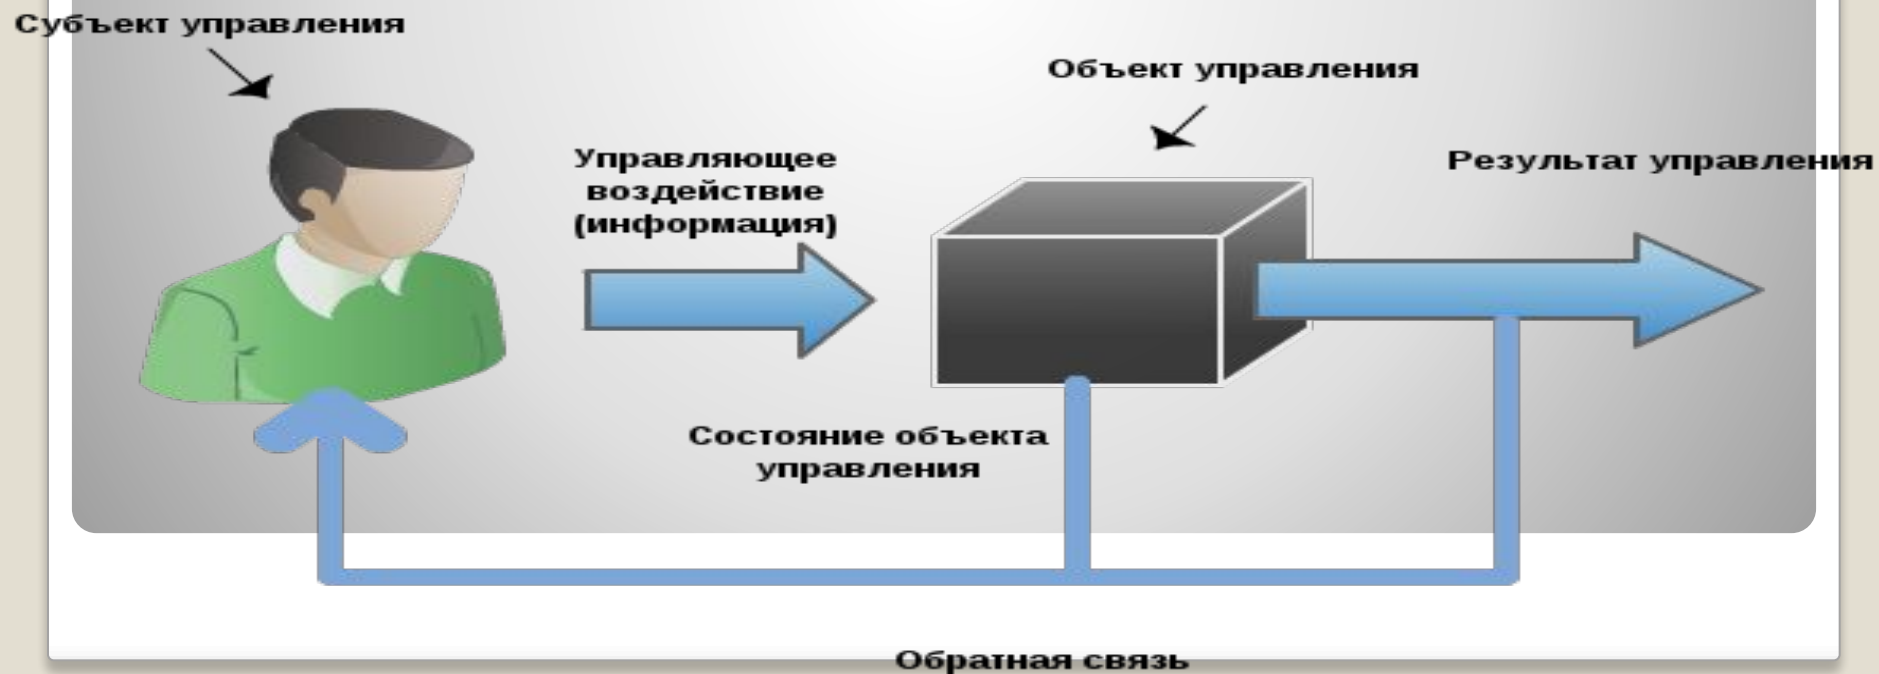 Субъект управления
Объект управления
Управляющее
воздействие
(информация)
Результат управления
Состояние объекта
управления
Обратная связь